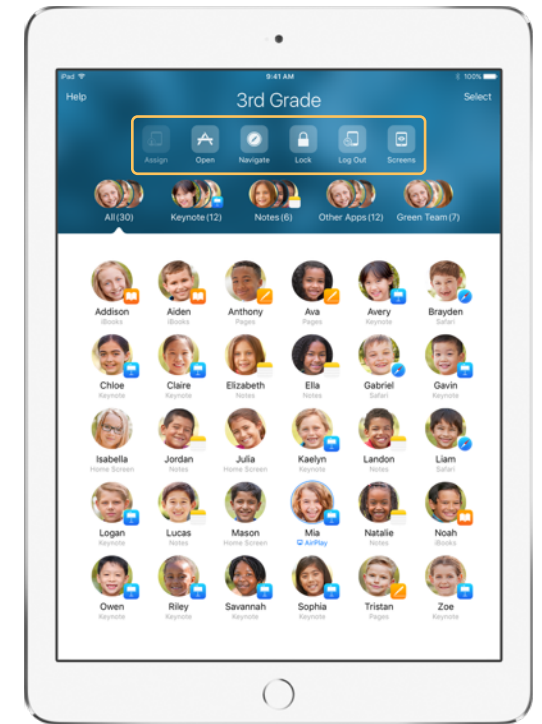 iPad 9:41 AM 100%
Help 3rd Grade Select
Assign Open Navigate Lock Log Out Screens
All (30) Keynote (12) Notes (6) Other Apps (12) Green Team (7)
Addison Aiden Anthony Ava Avery Brayden
iBooks iBooks Pages Pages Keynote Safari
Chloe Claire Elizabeth Ella Gabriel Gavin
Keynote Keynote Notes Notes Safari Keynote
Isabella Jordan Julia Kaelyn Landon Liam
Home Screen Notes Home Screen Keynote Notes Safari
Logan Lucas Mason Mia Natalie Noah
Keynote Notes Home Screen AirPlay Notes iBooks
Owen Riley Savannah Sophia Tristan Zoe
Keynote Keynote Keynote Keynote Pages Keynote